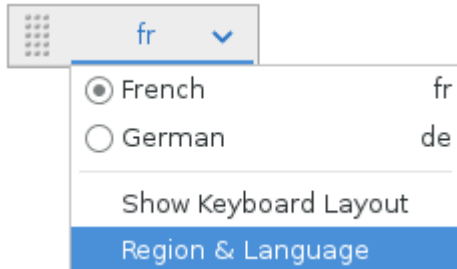 fr
French fr
German de
Show Keyboard Layout
Region & Language